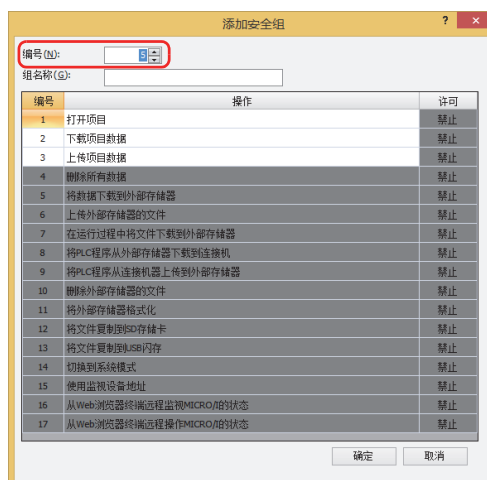 添加安全组 ? ×
编号(N): 5
组名称(G):
编号 操作 许可
1 打开项目 禁止
2 下载项目数据 禁止
3 上传项目数据 禁止
4 删除所有数据 禁止
5 将数据下载到外部存储器 禁止
6 上传外部存储器的文件 禁止
7 在运行过程中将文件下载到外部存储器 禁止
8 将PLC程序从外部存储器下载到连接机 禁止
9 将PLC程序从连接机器上传到外部存储器 禁止
10 删除外部存储器的文件 禁止
11 将外部存储器格式化 禁止
12 将文件复制到SD存储卡 禁止
13 将文件复制到USB闪存 禁止
14 切换到系统模式 禁止
15 使用监视设备地址 禁止
16 从Web浏览器终端远程监视MICRO/I的状态 禁止
17 从Web浏览器终端远程操作MICRO/I的状态 禁止
确定 取消